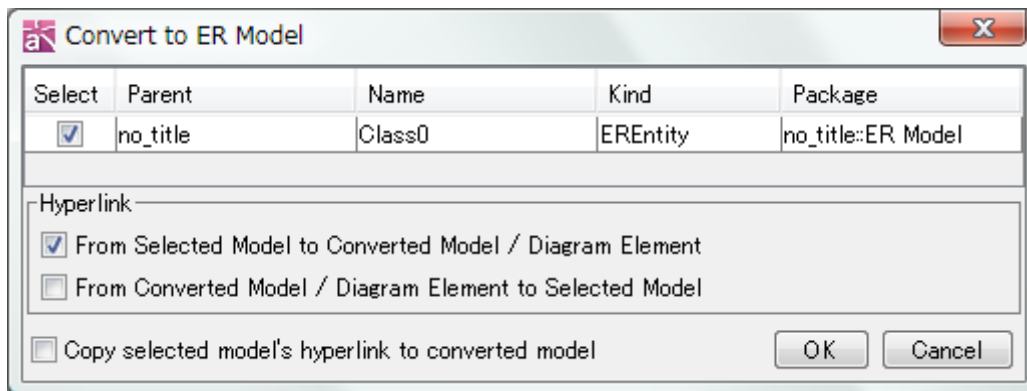 Convert to ER Model
Select Parent Name Kind Package
no_title Class0 EREntity no_title::ER Model
Hyperlink
From Selected Model to Converted Model / Diagram Element
From Converted Model / Diagram Element to Selected Model
Copy selected model's hyperlink to converted model OK Cancel